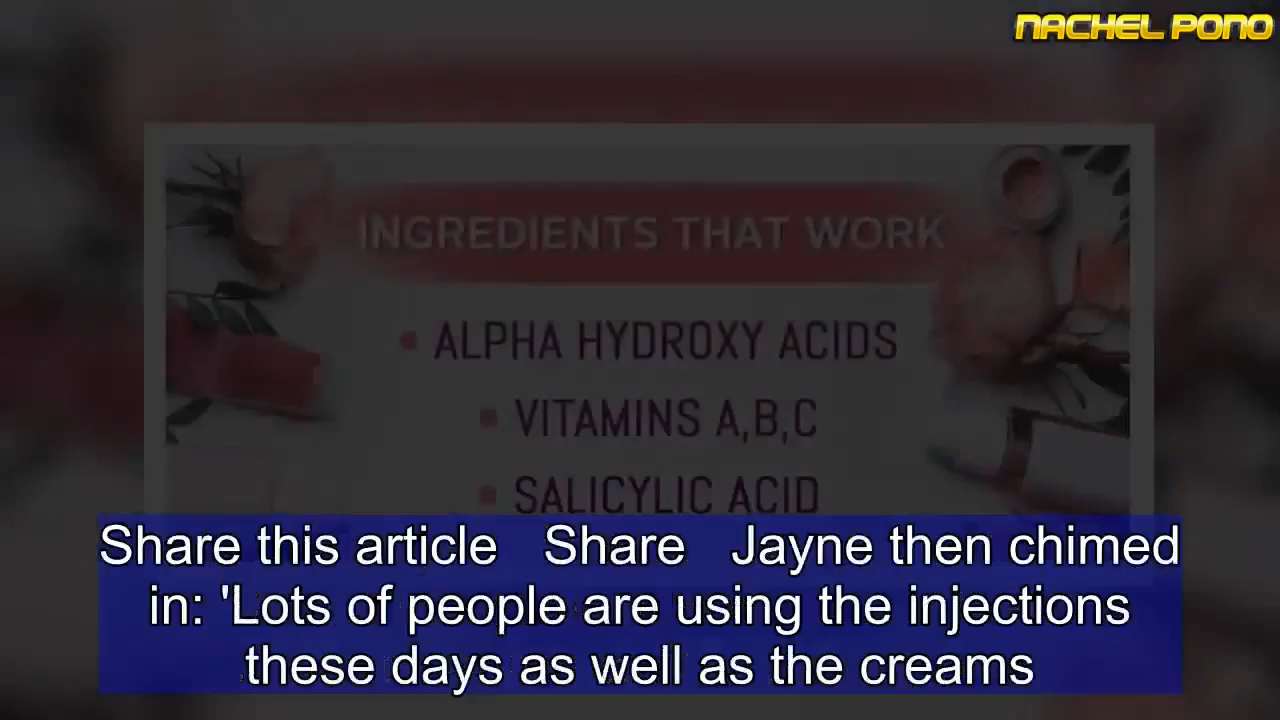 NACHEL PONO
INGREDIENTS THAT WORK
• ALPHA HYDROXY ACIDS
• VITAMINS A,B,C
• SALICYLIC ACID
Share this article   Share   Jayne then chimed
in: 'Lots of people are using the injections
these days as well as the creams